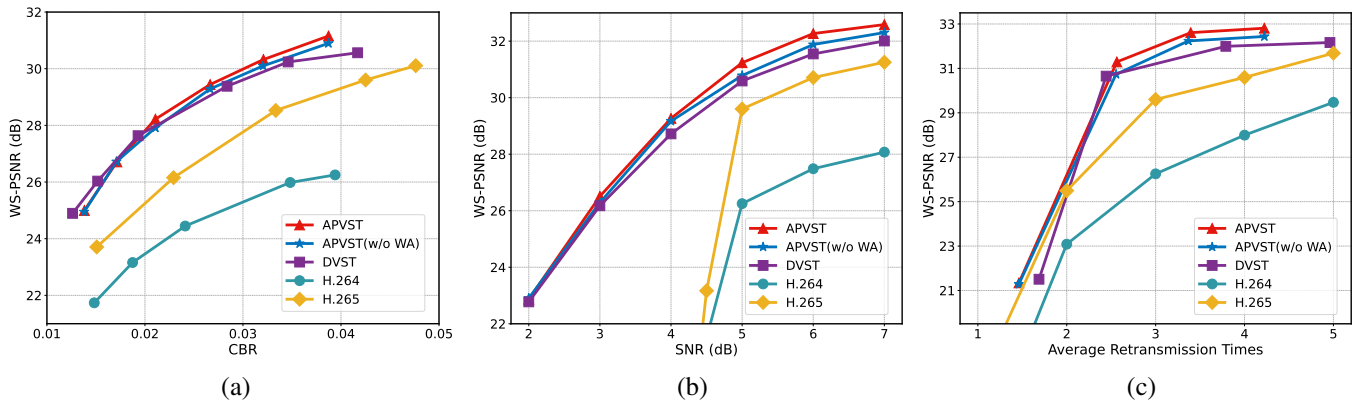 WS-PSNR (dB)
32
30
28
26
24
22
0.01 0.02 0.03 0.04 0.05
CBR
APVST
APVST(w/o WA)
DVST
H.264
H.265
(a)
WS-PSNR (dB)
32
30
28
26
24
22
2 3 4 5 6 7
SNR (dB)
APVST
APVST(w/o WA)
DVST
H.264
H.265
(b)
WS-PSNR (dB)
33
31
29
27
25
23
21
1 2 3 4 5
Average Retransmission Times
APVST
APVST(w/o WA)
DVST
H.264
H.265
(c)